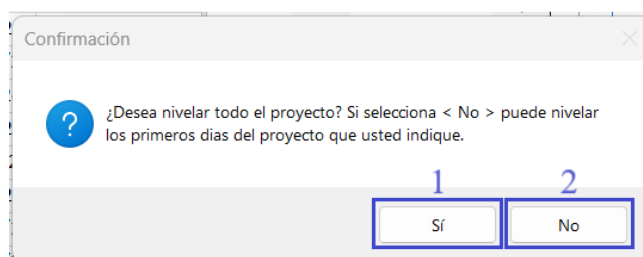 Confirmación
¿Desea nivelar todo el proyecto? Si selecciona < No > puede nivelar
los primeros dias del proyecto que usted indique.
1 2
Sí No